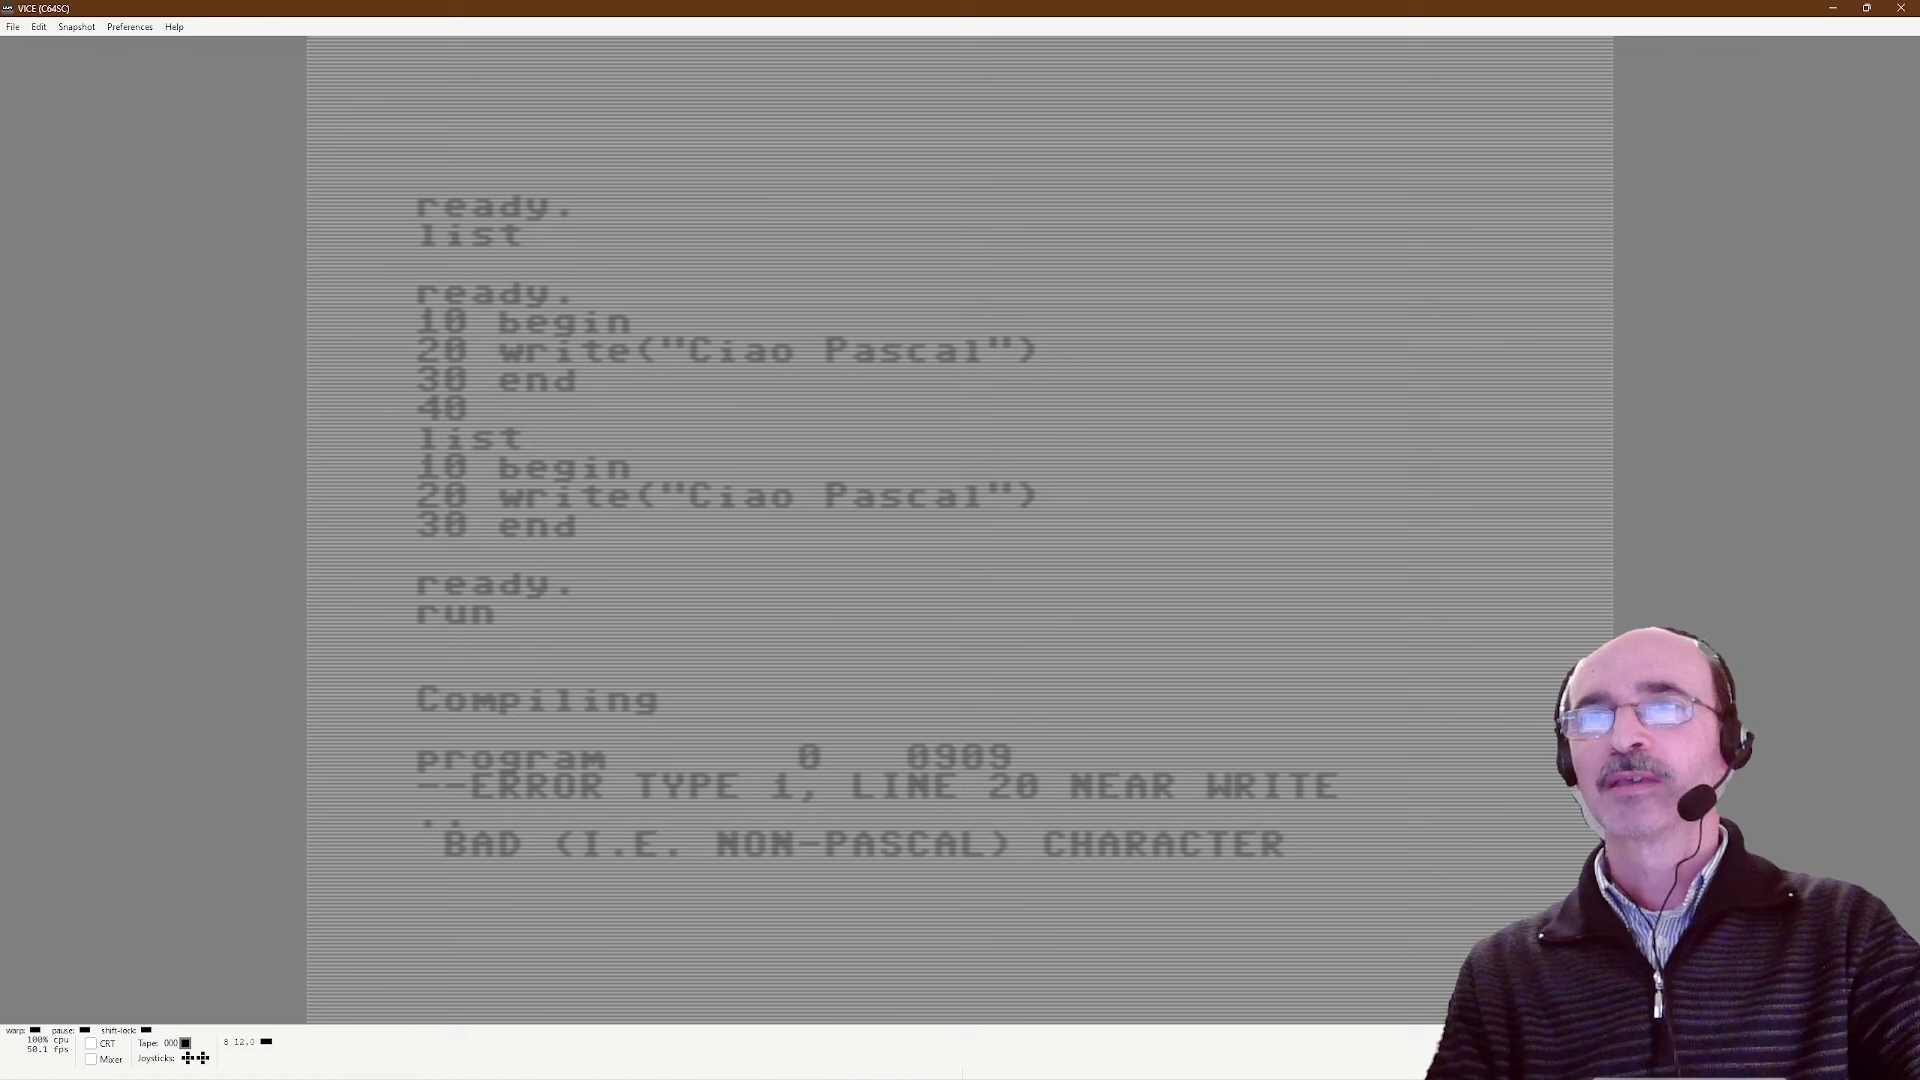 VICE (C64SC)
File Edit Snapshot Preferences Help
ready.
list
ready.
10 begin
20 write("Ciao Pascal")
30 end
40
list
10 begin
20 write("Ciao Pascal")
30 end
ready.
run
Compiling
program 0 0909
--ERROR TYPE 1, LINE 20 NEAR WRITE
..
BAD (I.E. NON-PASCAL) CHARACTER
warp: pause: shift-lock:
100% cpu
50.1 fps
CRT
Mixer
Tape: 000
Joysticks:
8 12.0